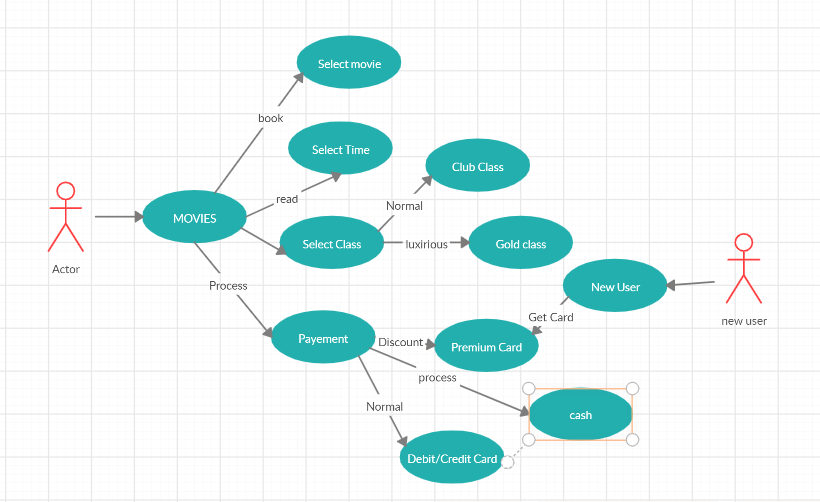 Select movie
book
Select Time
Club Class
read
Normal
MOVIES
Select Class
luxirious
Gold class
Actor
Process
New User
Get Card
new user
Payement
Discount
Premium Card
process
Normal
cash
Debit/Credit Card